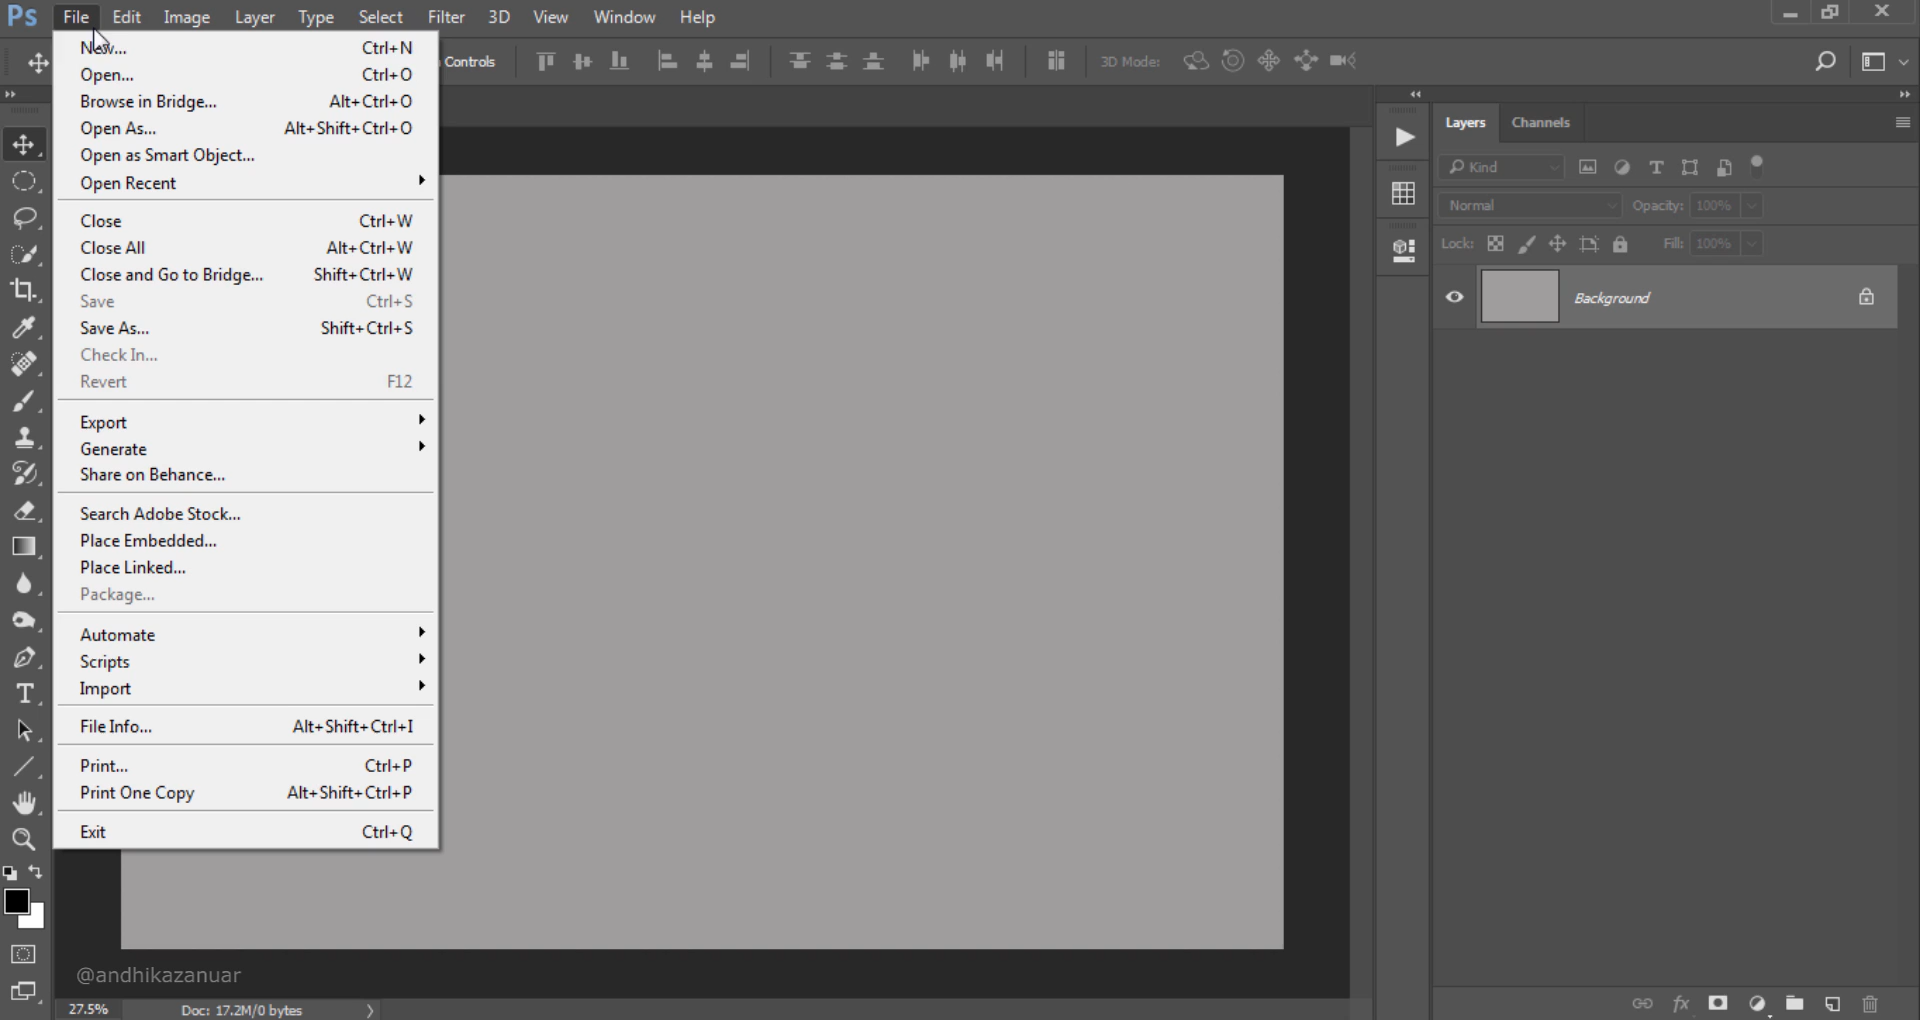 Ps File Edit Image Layer Type Select Filter 3D View Window Help
Controls 3D Mode:
New... Ctrl+N
Open... Ctrl+O
Browse in Bridge... Alt+Ctrl+O
Open As... Alt+Shift+Ctrl+O
Open as Smart Object...
Open Recent
Close Ctrl+W
Close All Alt+Ctrl+W
Close and Go to Bridge... Shift+Ctrl+W
Save Ctrl+S
Save As... Shift+Ctrl+S
Check In...
Revert F12
Export
Generate
Share on Behance...
Search Adobe Stock...
Place Embedded...
Place Linked...
Package...
Automate
Scripts
Import
File Info... Alt+Shift+Ctrl+I
Print... Ctrl+P
Print One Copy Alt+Shift+Ctrl+P
Exit Ctrl+Q
Layers Channels
Kind
Normal Opacity: 100%
Lock: Fill: 100%
Background
fx
@andhikazanuar
27.5% Doc: 17.2M/0 bytes